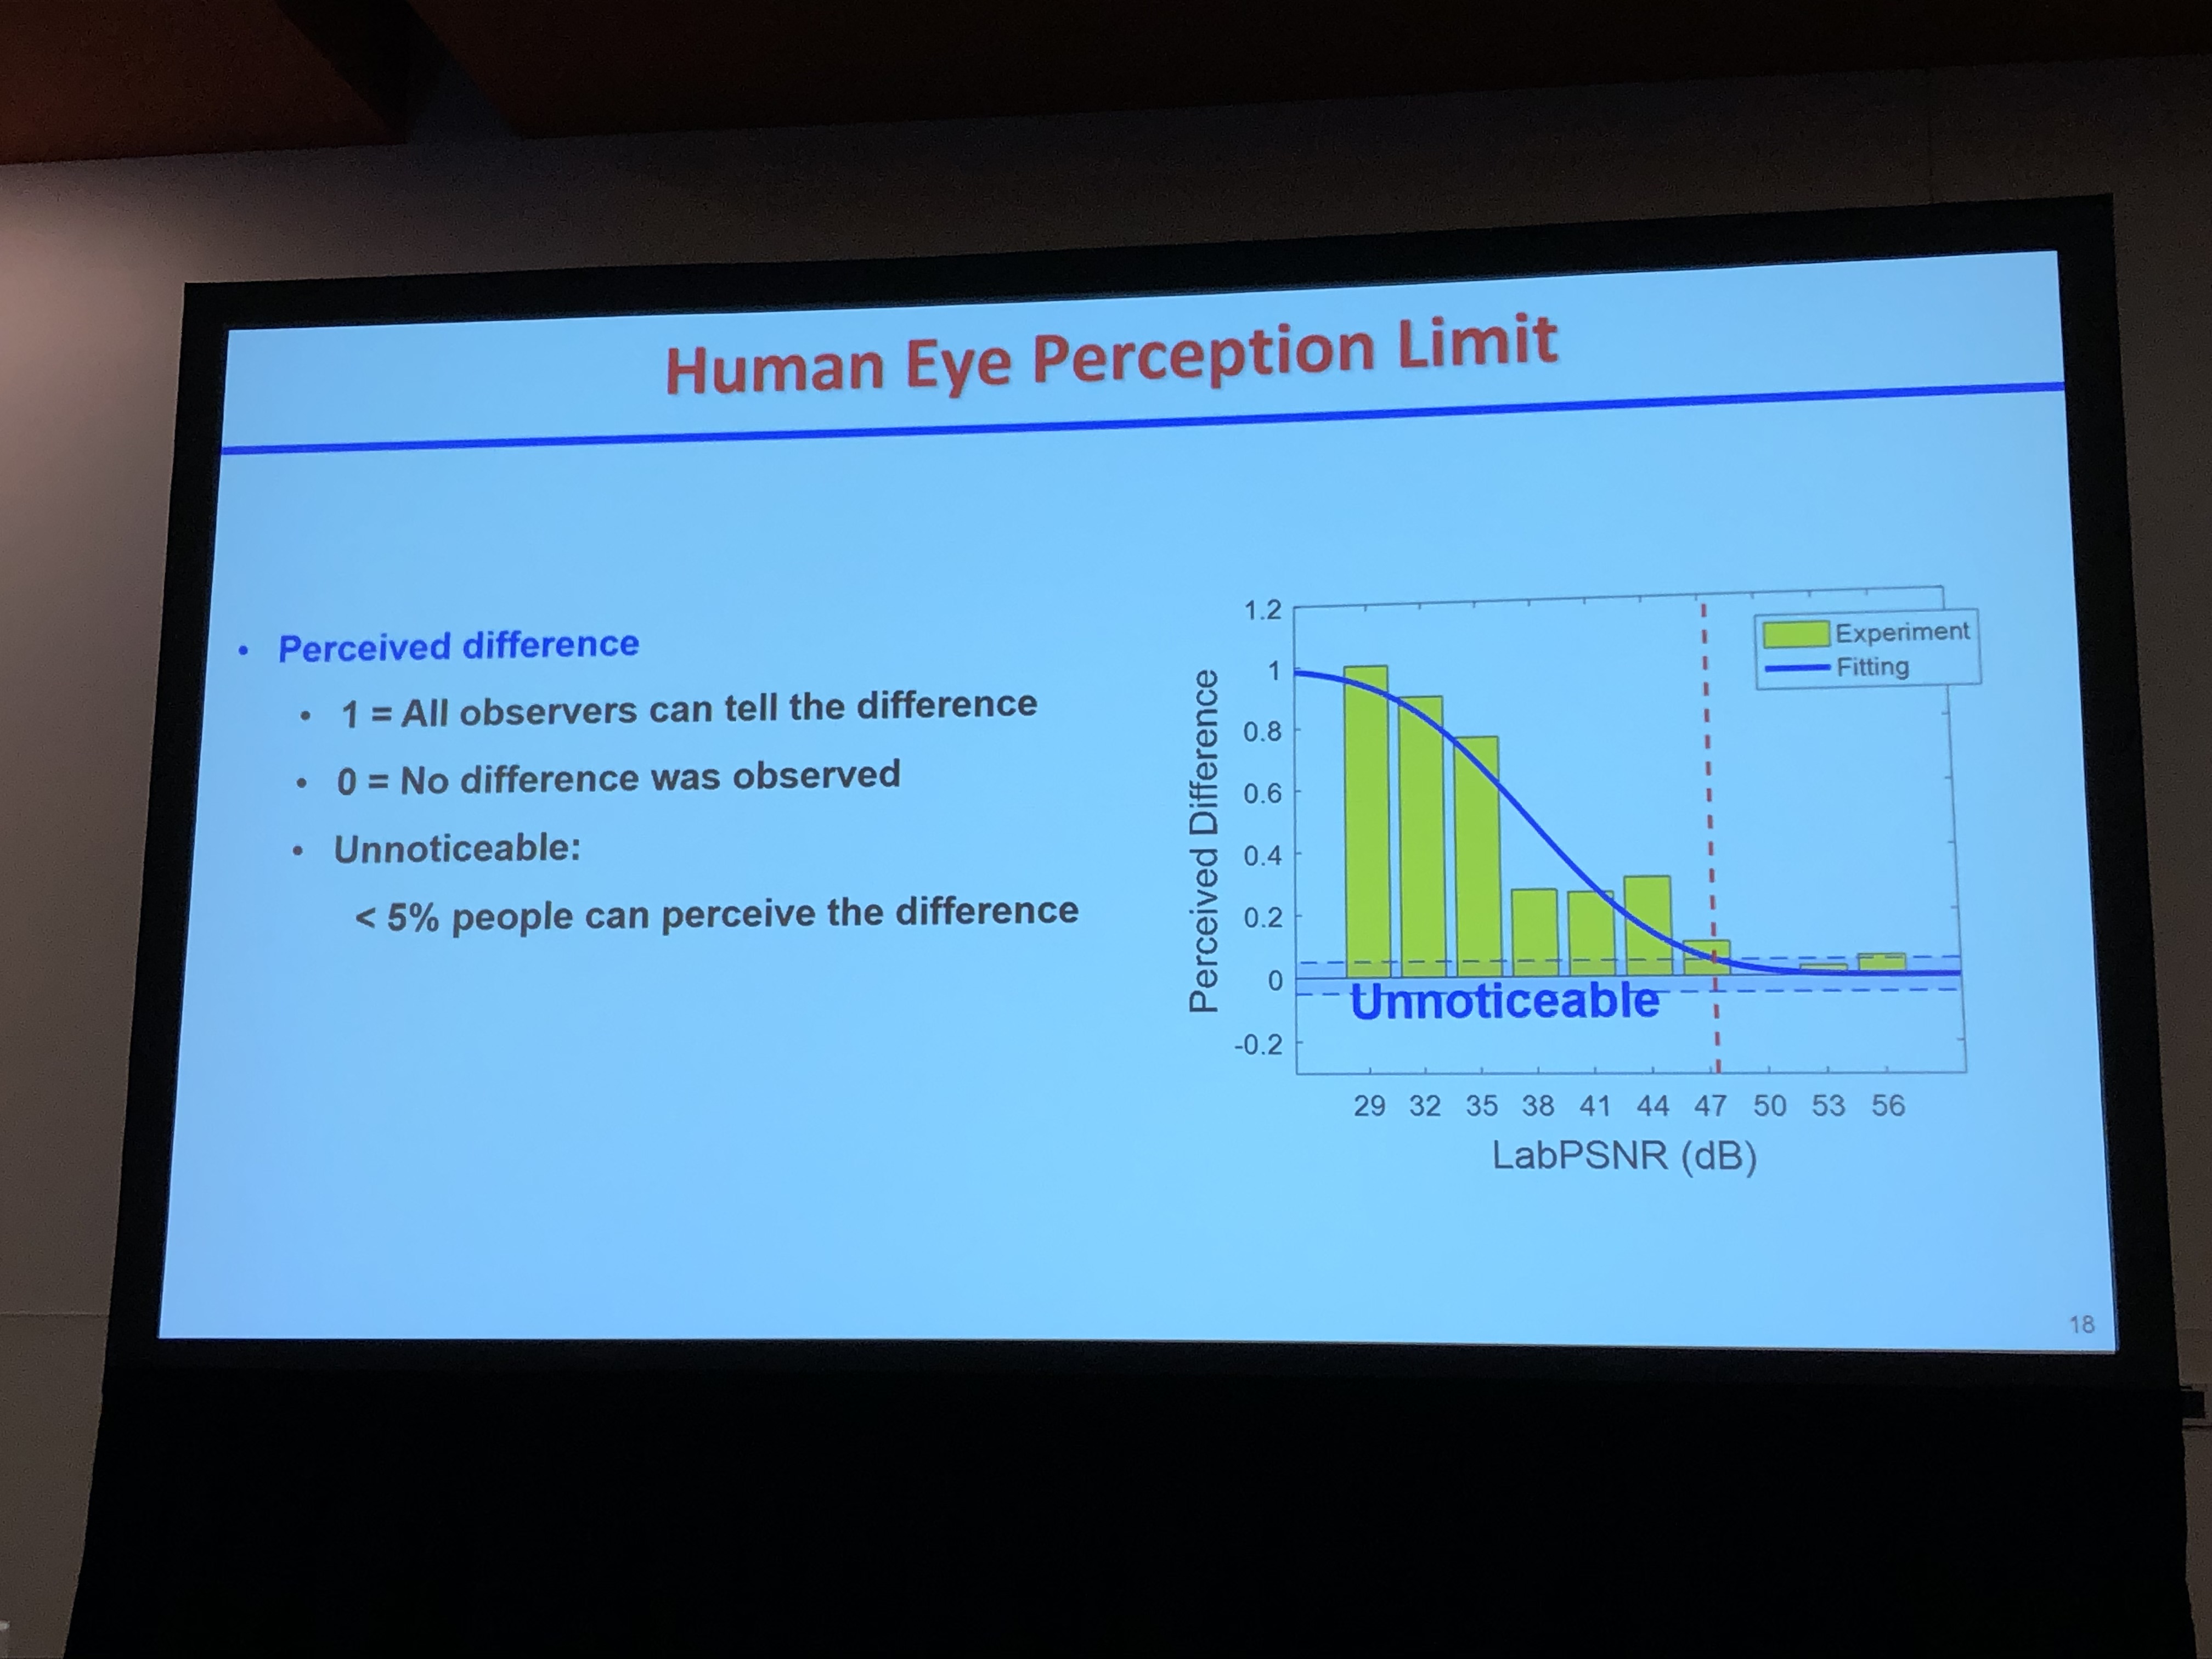 Human Eye Perception Limit
• Perceived difference
• 1 = All observers can tell the difference
• 0 = No difference was observed
• Unnoticeable:
< 5% people can perceive the difference
Perceived Difference
1.2
1
0.8
0.6
0.4
0.2
0
-0.2
Experiment
Fitting
Unnoticeable
29 32 35 38 41 44 47 50 53 56
LabPSNR (dB)
18